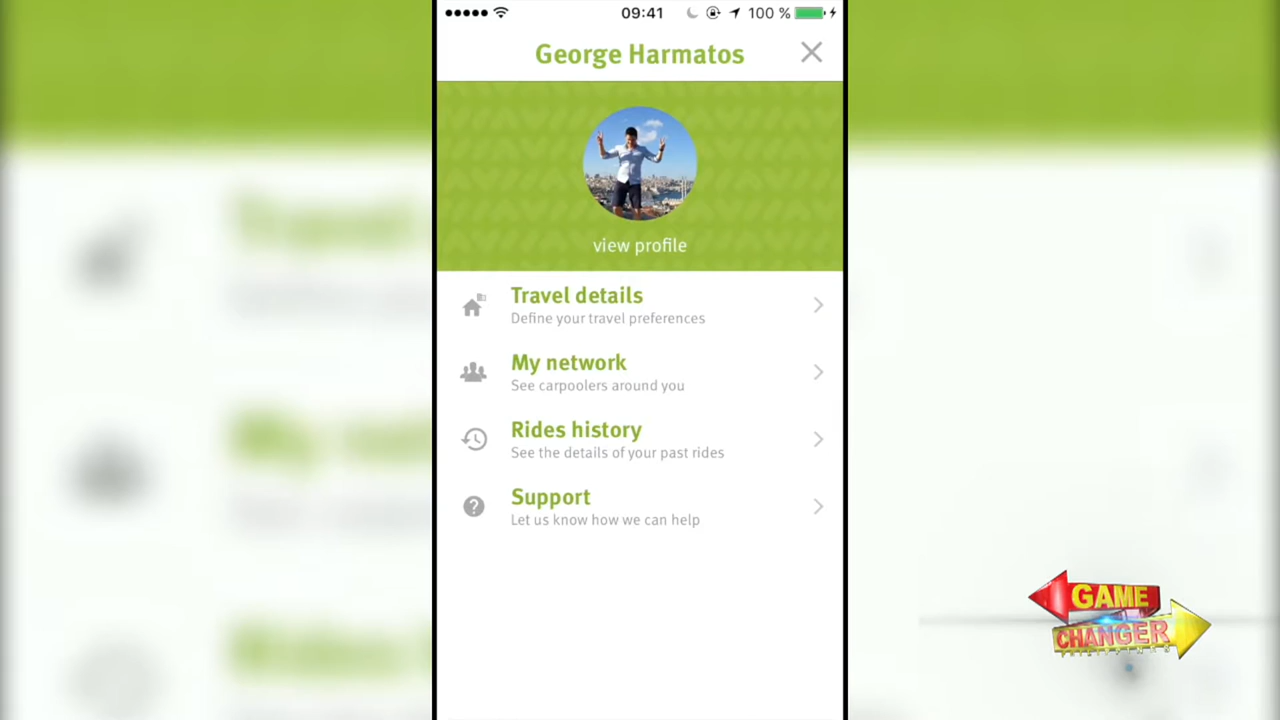 09:41
100 %
George Harmatos
view profile
Travel details
Define your travel preferences
My network
See carpoolers around you
Rides history
See the details of your past rides
Support
Let us know how we can help
GAME
CHANGER
PHILIPPINES